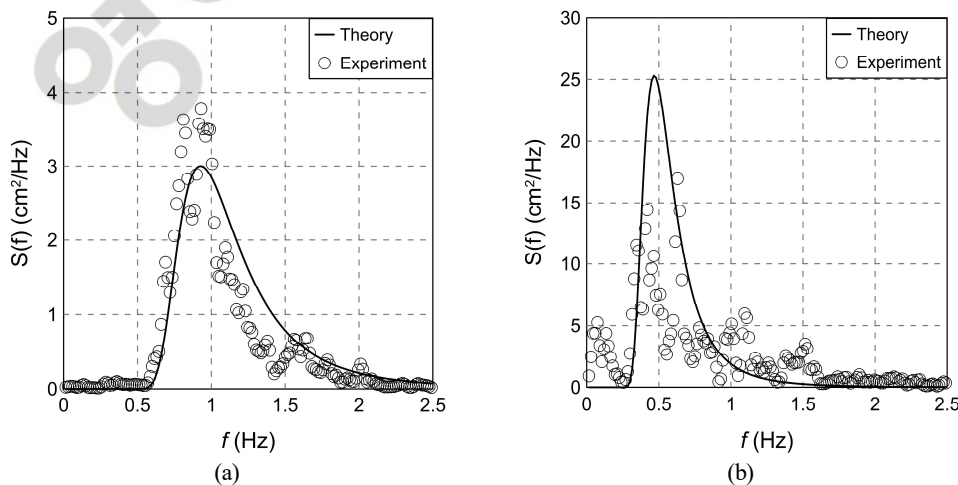 5
4
3
2
1
0
0 0.5 1 1.5 2 2.5
S(f) (cm²/Hz)
f (Hz)
Theory
Experiment
(a)
30
25
20
15
10
5
0
0 0.5 1 1.5 2 2.5
S(f) (cm²/Hz)
f (Hz)
Theory
Experiment
(b)